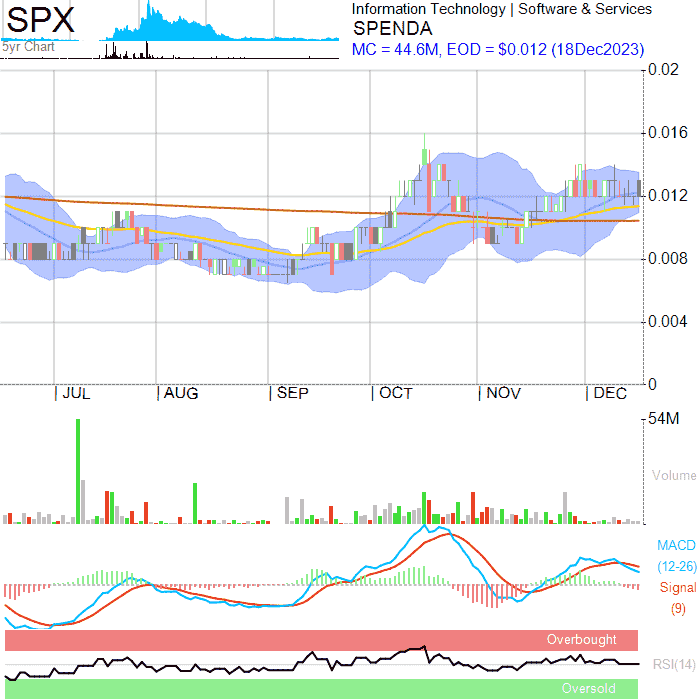 SPX
5yr Chart
Information Technology | Software & Services
SPENDA
MC = 44.6M, EOD = $0.012 (18Dec2023)
0.02
0.016
0.012
0.008
0.004
0
JUL AUG SEP OCT NOV DEC
54M
Volume
MACD
(12-26)
Signal
(9)
Overbought
RSI(14)
Oversold